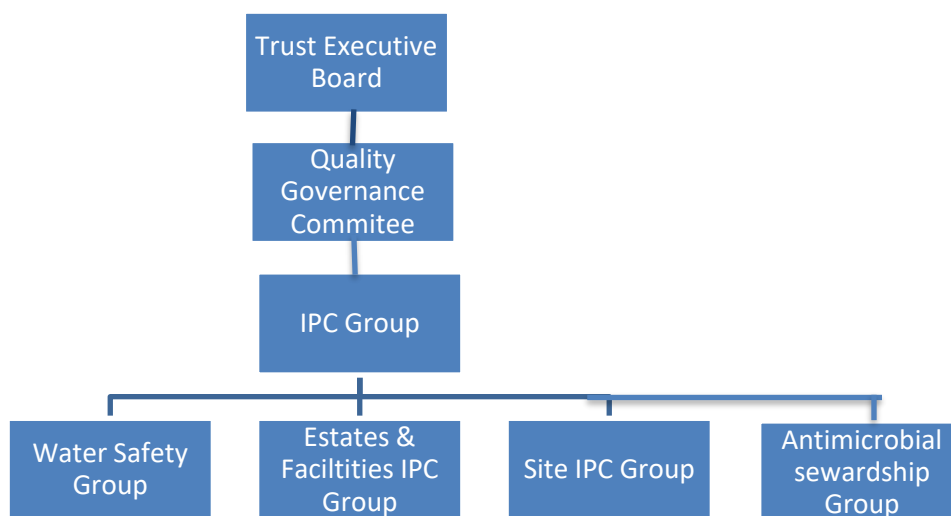 Trust Executive
Board
Quality
Governance
Commitee
IPC Group
Water Safety
Group
Estates &
Faciltities IPC
Group
Site IPC Group
Antimicrobial
sewardship
Group